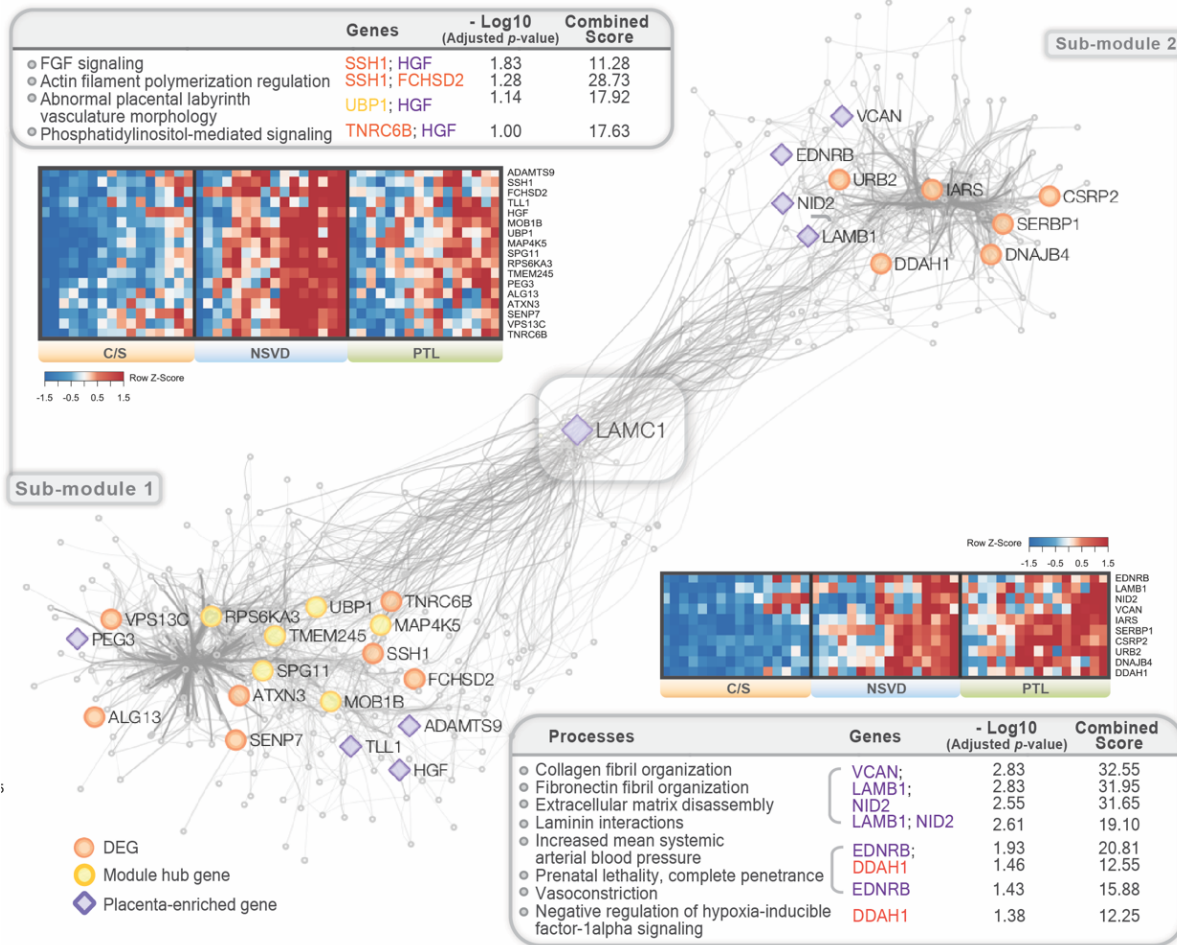 Genes
- Log10
(Adjusted p-value)
Combined
Score
FGF signaling SSH1; HGF 1.83 11.28
Actin filament polymerization regulation SSH1; FCHSD2 1.28 28.73
Abnormal placental labyrinth
vasculature morphology UBP1; HGF 1.14 17.92
Phosphatidylinositol-mediated signaling TNRC6B; HGF 1.00 17.63
Sub-module 2
VCAN
EDNRB
URB2
IARS
CSRP2
NID2
SERBP1
LAMB1
DNAJB4
DDAH1
ADAMTS9
SSH1
FCHSD2
TLL1
HGF
MOB1B
UBP1
MAP4K5
SPG11
RPS6KA3
TMEM245
PEG3
ALG13
ATXN3
SENP7
VPS13C
TNRC6B
C/S NSVD PTL
Row Z-Score
-1.5 -0.5 0.5 1.5
LAMC1
Sub-module 1
TNRC6B
UBP1
RPS6KA3
VPS13C
MAP4K5
PEG3
TMEM245
SSH1
SPG11
FCHSD2
ATXN3
MOB1B
ALG13
ADAMTS9
SENP7
TLL1
HGF
Row Z-Score
-1.5 -0.5 0.5 1.5
EDNRB
LAMB1
NID2
VCAN
IARS
SERBP1
CSRP2
URB2
DNAJB4
DDAH1
C/S NSVD PTL
DEG
Module hub gene
Placenta-enriched gene
Processes
Genes
- Log10
(Adjusted p-value)
Combined
Score
Collagen fibril organization VCAN; 2.83 32.55
Fibronectin fibril organization LAMB1; 2.83 31.95
Extracellular matrix disassembly NID2 2.55 31.65
Laminin interactions LAMB1; NID2 2.61 19.10
Increased mean systemic
arterial blood pressure EDNRB; 1.93 20.81
Prenatal lethality, complete penetrance DDAH1 1.46 12.55
Vasoconstriction EDNRB 1.43 15.88
Negative regulation of hypoxia-inducible
factor-1alpha signaling DDAH1 1.38 12.25